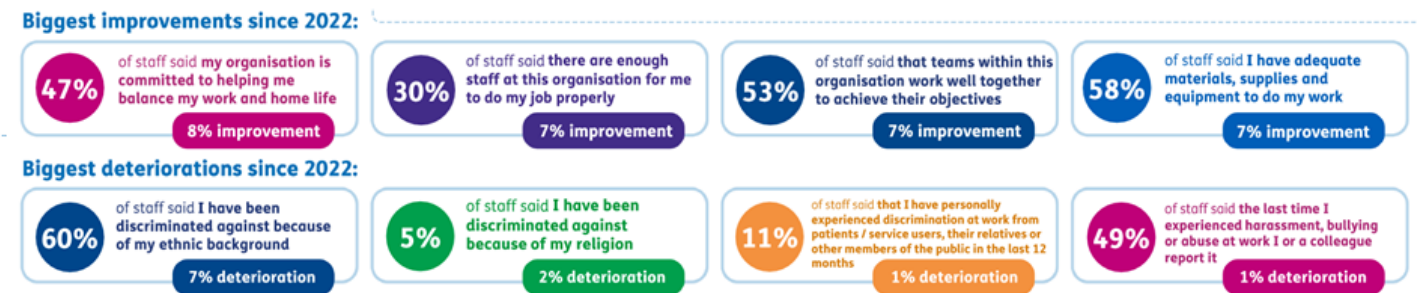 Biggest improvements since 2022:
47%
of staff said my organisation is
committed to helping me
balance my work and home life
8% improvement
30%
of staff said there are enough
staff at this organisation for me
to do my job properly
7% improvement
53%
of staff said that teams within this
organisation work well together
to achieve their objectives
7% improvement
58%
of staff said I have adequate
materials, supplies and
equipment to do my work
7% improvement
Biggest deteriorations since 2022:
60%
of staff said I have been
discriminated against because
of my ethnic background
7% deterioration
5%
of staff said I have been
discriminated against
because of my religion
2% deterioration
11%
of staff said that I have personally
experienced discrimination at work from
patients / service users, their relatives or
other members of the public in the last 12
months
1% deterioration
49%
of staff said the last time I
experienced harassment, bullying
or abuse at work I or a colleague
report it
1% deterioration